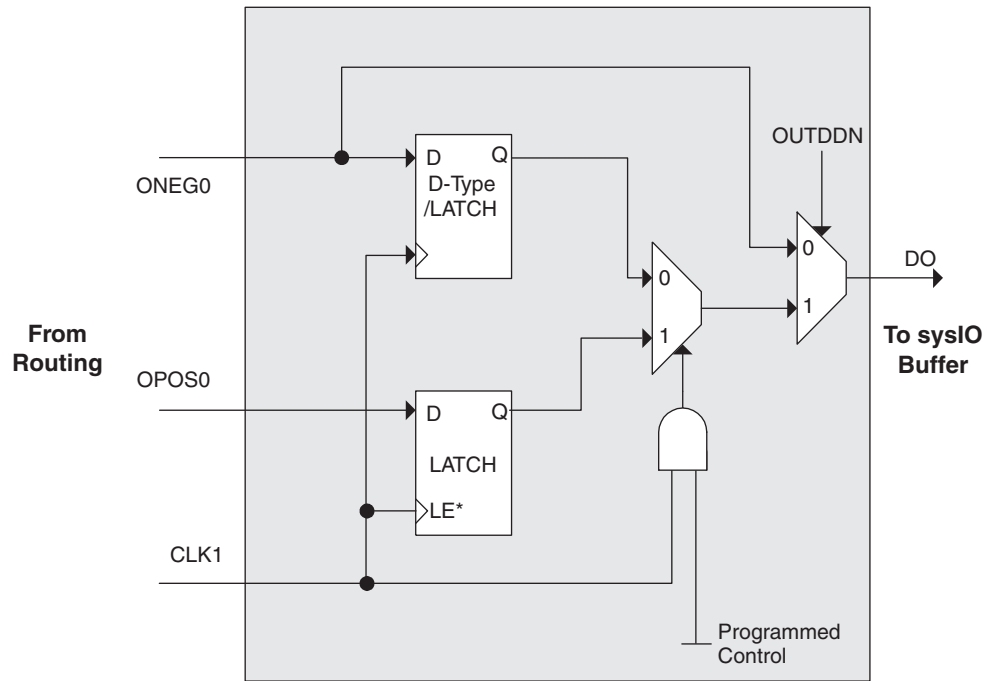 OUTDDN
ONEG0
D
Q
D-Type
/LATCH
0
DO
0
1
1
From
Routing
To sysIO
Buffer
OPOS0
D
Q
LATCH
LE*
CLK1
Programmed
Control